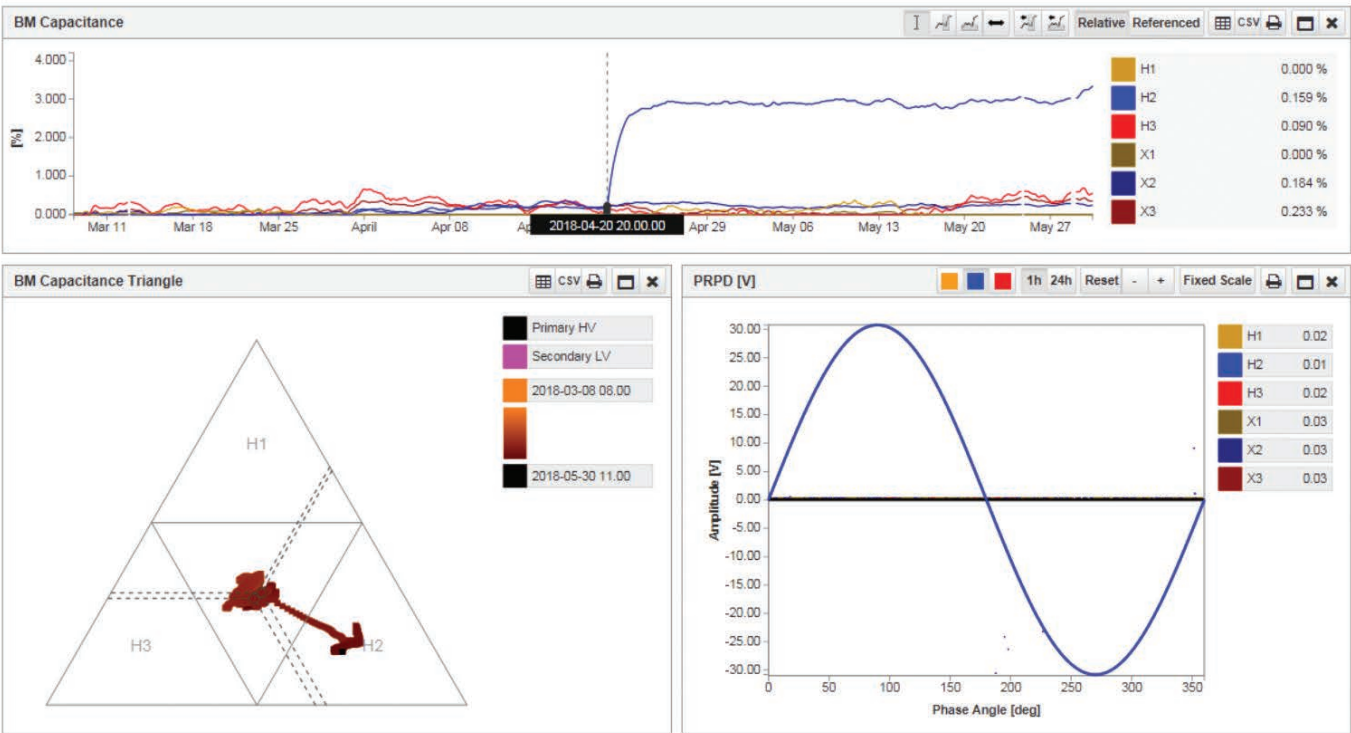 BM Capacitance
Relative Referenced
CSV
4.000
3.000
2.000
1.000
0.000
[%]
Mar 11 Mar 18 Mar 25 April Apr 08 2018-04-20 20.00.00 Apr 29 May 06 May 13 May 20 May 27
H1 0.000 %
H2 0.159 %
H3 0.090 %
X1 0.000 %
X2 0.184 %
X3 0.233 %
BM Capacitance Triangle
CSV
Primary HV
Secondary LV
2018-03-08 08.00
2018-05-30 11.00
H1
H3
H2
PRPD [V]
1h 24h Reset - + Fixed Scale
30.00
25.00
20.00
15.00
10.00
5.00
0.00
-5.00
-10.00
-15.00
-20.00
-25.00
-30.00
Amplitude [V]
0 50 100 150 200 250 300 350
Phase Angle [deg]
H1 0.02
H2 0.01
H3 0.02
X1 0.03
X2 0.03
X3 0.03